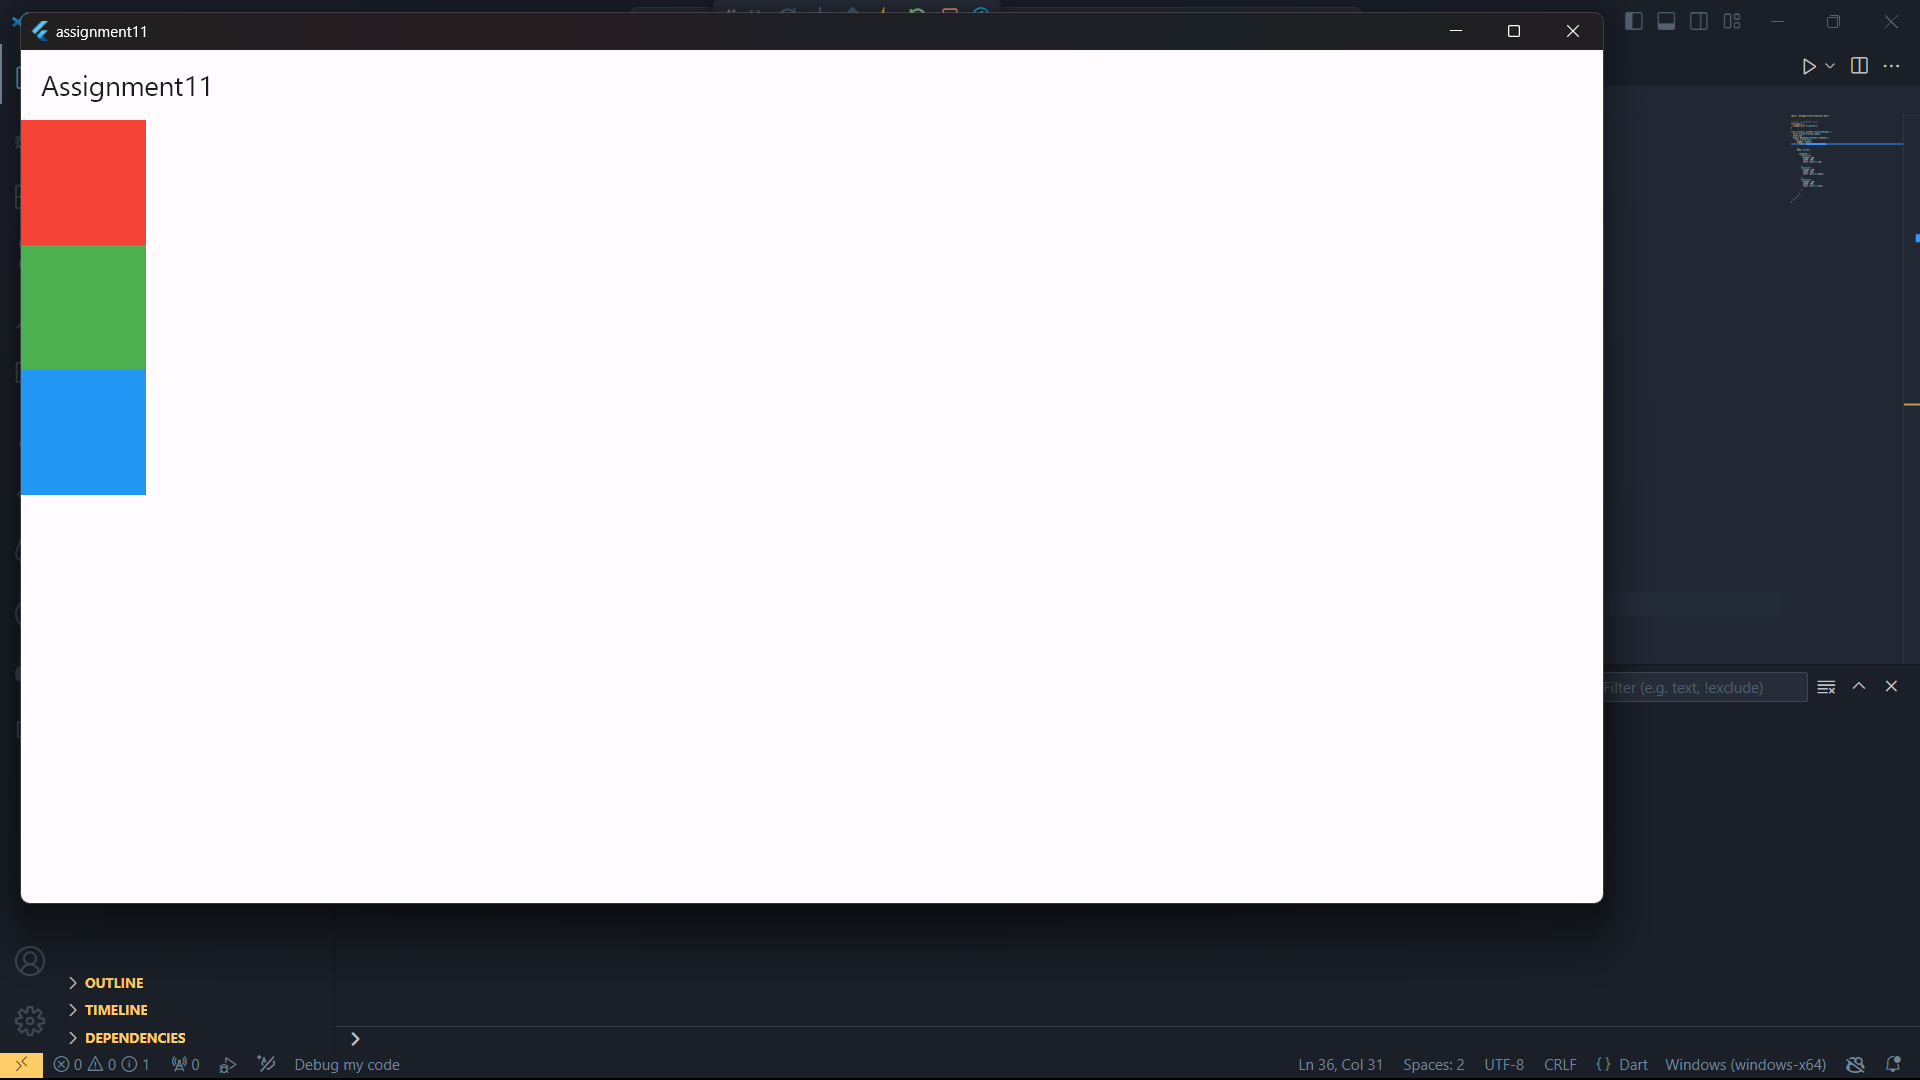 assignment11
Assignment11
Filter (e.g. text, !exclude)
OUTLINE
TIMELINE
DEPENDENCIES
0 0 1 0 Debug my code Ln 36, Col 31 Spaces: 2 UTF-8 CRLF {} Dart Windows (windows-x64)